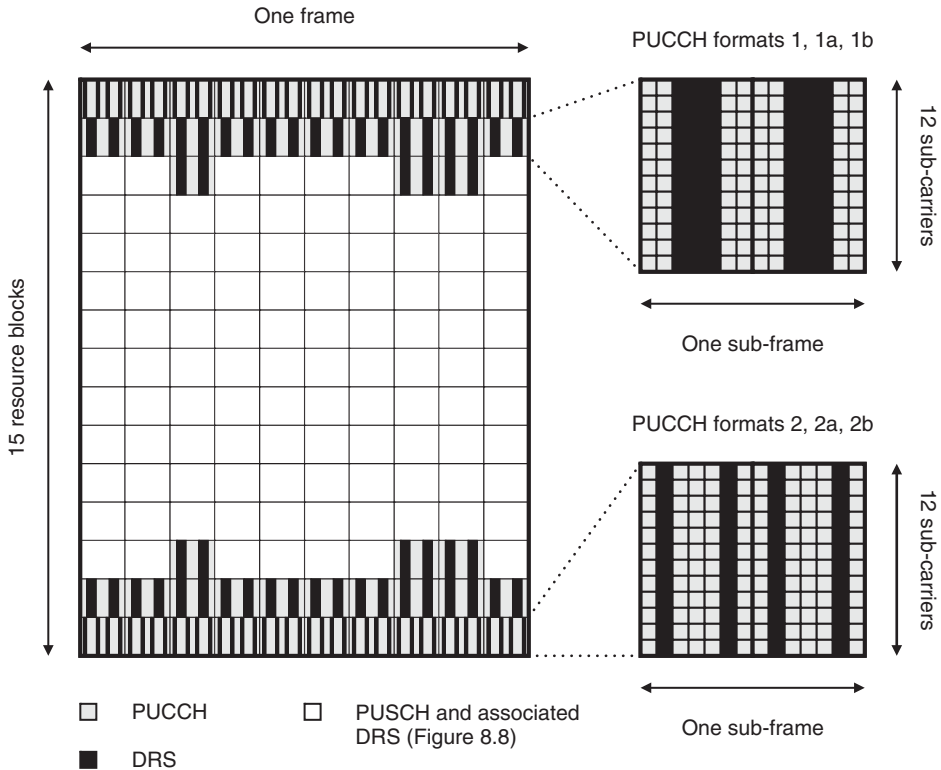 One frame
15 resource blocks
PUCCH formats 1, 1a, 1b
12 sub-carriers
One sub-frame
PUCCH formats 2, 2a, 2b
12 sub-carriers
One sub-frame
PUCCH
DRS
PUSCH and associated
DRS (Figure 8.8)